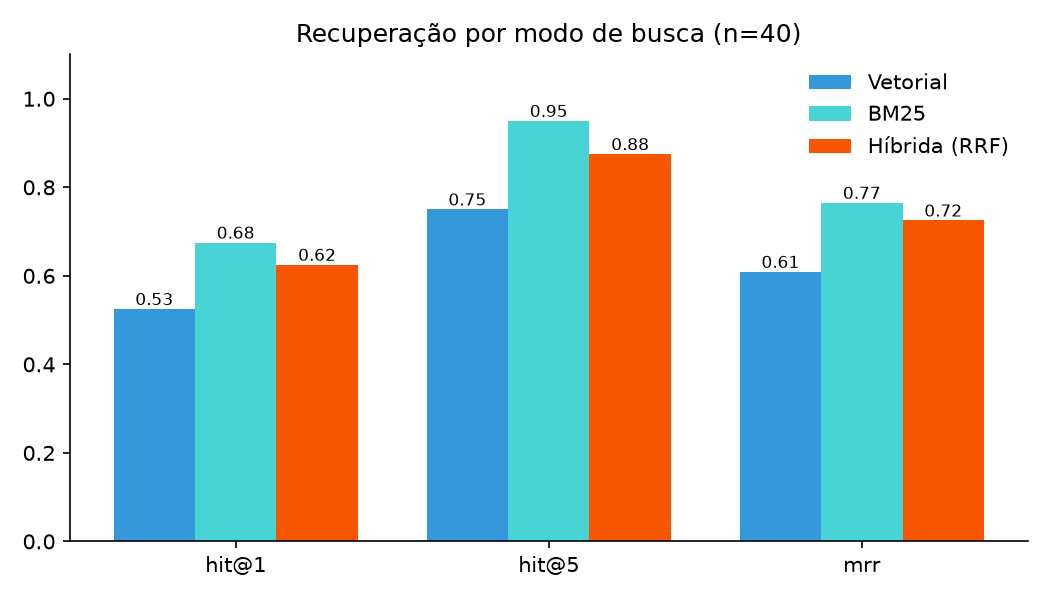 Recuperação por modo de busca (n=40)
Vetorial
BM25
Híbrida (RRF)
1.0
0.8
0.6
0.4
0.2
0.0
0.53
0.68
0.62
0.75
0.95
0.88
0.61
0.77
0.72
hit@1
hit@5
mrr